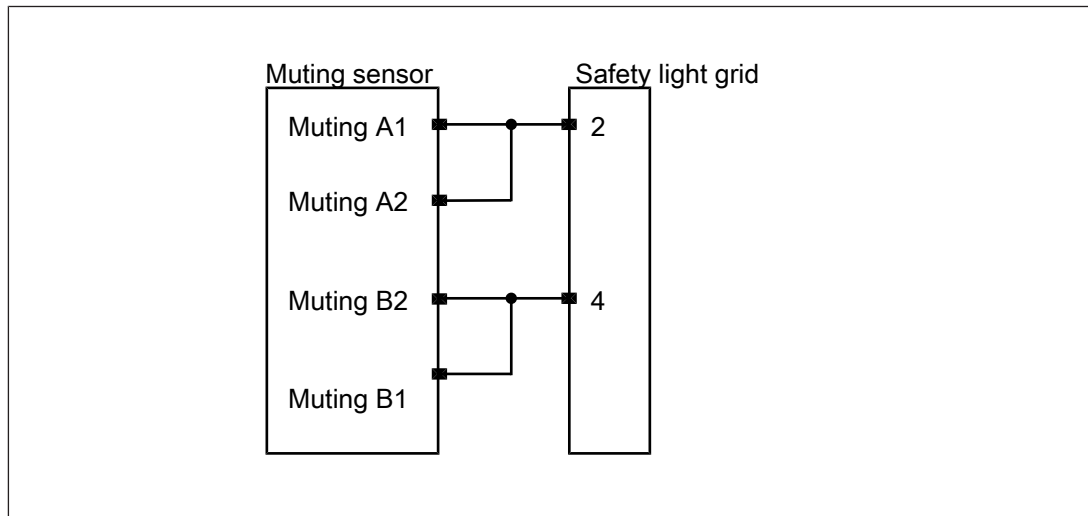 Muting sensor
Safety light grid
Muting A1
2
Muting A2
Muting B2
4
Muting B1